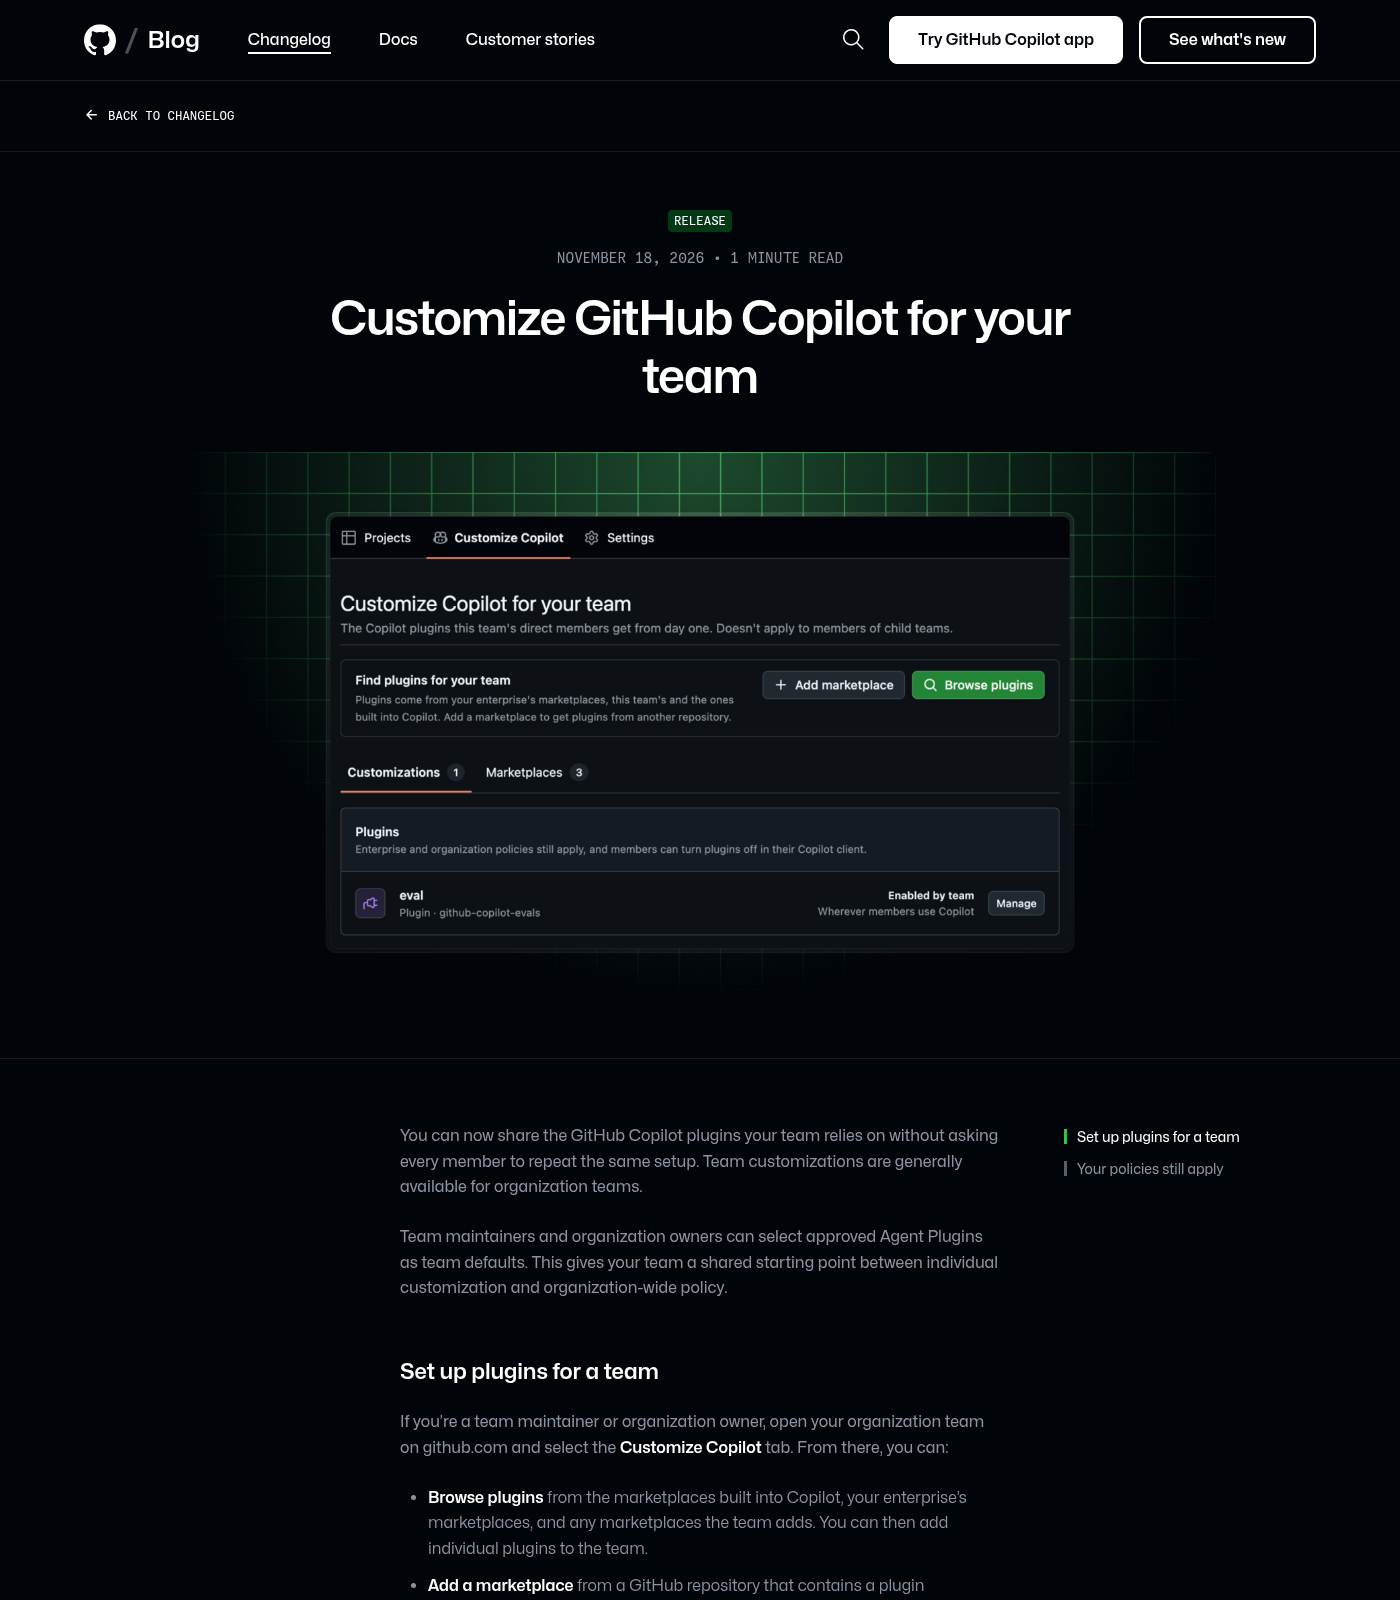 / Blog
Changelog
Docs
Customer stories
Try GitHub Copilot app
See what's new
BACK TO CHANGELOG
RELEASE
NOVEMBER 18, 2026 • 1 MINUTE READ
Customize GitHub Copilot for your
team
Projects
Customize Copilot
Settings
Customize Copilot for your team
The Copilot plugins this team's direct members get from day one. Doesn't apply to members of child teams.
Find plugins for your team
Plugins come from your enterprise's marketplaces, this team's and the ones
built into Copilot. Add a marketplace to get plugins from another repository.
Add marketplace
Browse plugins
Customizations 1
Marketplaces 3
Plugins
Enterprise and organization policies still apply, and members can turn plugins off in their Copilot client.
eval
Plugin · github-copilot-evals
Enabled by team
Wherever members use Copilot
Manage
You can now share the GitHub Copilot plugins your team relies on without asking
every member to repeat the same setup. Team customizations are generally
available for organization teams.
Team maintainers and organization owners can select approved Agent Plugins
as team defaults. This gives your team a shared starting point between individual
customization and organization-wide policy.
Set up plugins for a team
Your policies still apply
Set up plugins for a team
If you’re a team maintainer or organization owner, open your organization team
on github.com and select the Customize Copilot tab. From there, you can:
• Browse plugins from the marketplaces built into Copilot, your enterprise’s
marketplaces, and any marketplaces the team adds. You can then add
individual plugins to the team.
• Add a marketplace from a GitHub repository that contains a plugin